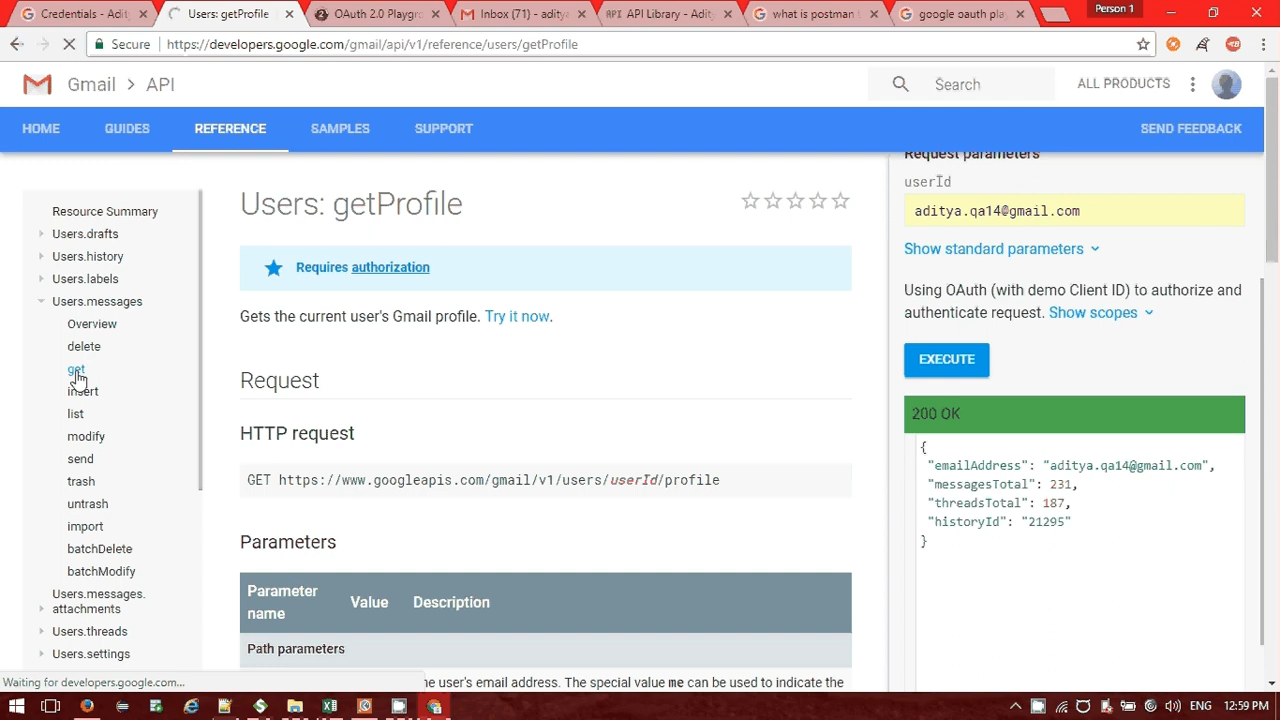 Credentials - Adity
Users: getProfile
OAuth 2.0 Playgr
Inbox (71) - aditya
API API Library - Adit
what is postman
google oauth pla
Person 1
Secure
https://developers.google.com/gmail/api/v1/reference/users/getProfile
Gmail > API
Search
ALL PRODUCTS
HOME
GUIDES
REFERENCE
SAMPLES
SUPPORT
SEND FEEDBACK
Resource Summary
Users.drafts
Users.history
Users.labels
Users.messages
Overview
delete
get
insert
list
modify
send
trash
untrash
import
batchDelete
batchModify
Users.messages.
attachments
Users.threads
Users.settings
Users: getProfile
Requires authorization
Gets the current user's Gmail profile. Try it now.
Request
HTTP request
GET https://www.googleapis.com/gmail/v1/users/userId/profile
Parameters
Parameter
name
Value
Description
Path parameters
he user's email address. The special value me can be used to indicate the
Request parameters
userId
aditya.qa14@gmail.com
Show standard parameters
Using OAuth (with demo Client ID) to authorize and
authenticate request. Show scopes
EXECUTE
200 OK
{
"emailAddress": "aditya.qa14@gmail.com",
"messagesTotal": 231,
"threadsTotal": 187,
"historyId": "21295"
}
Waiting for developers.google.com...
ENG
12:59 PM